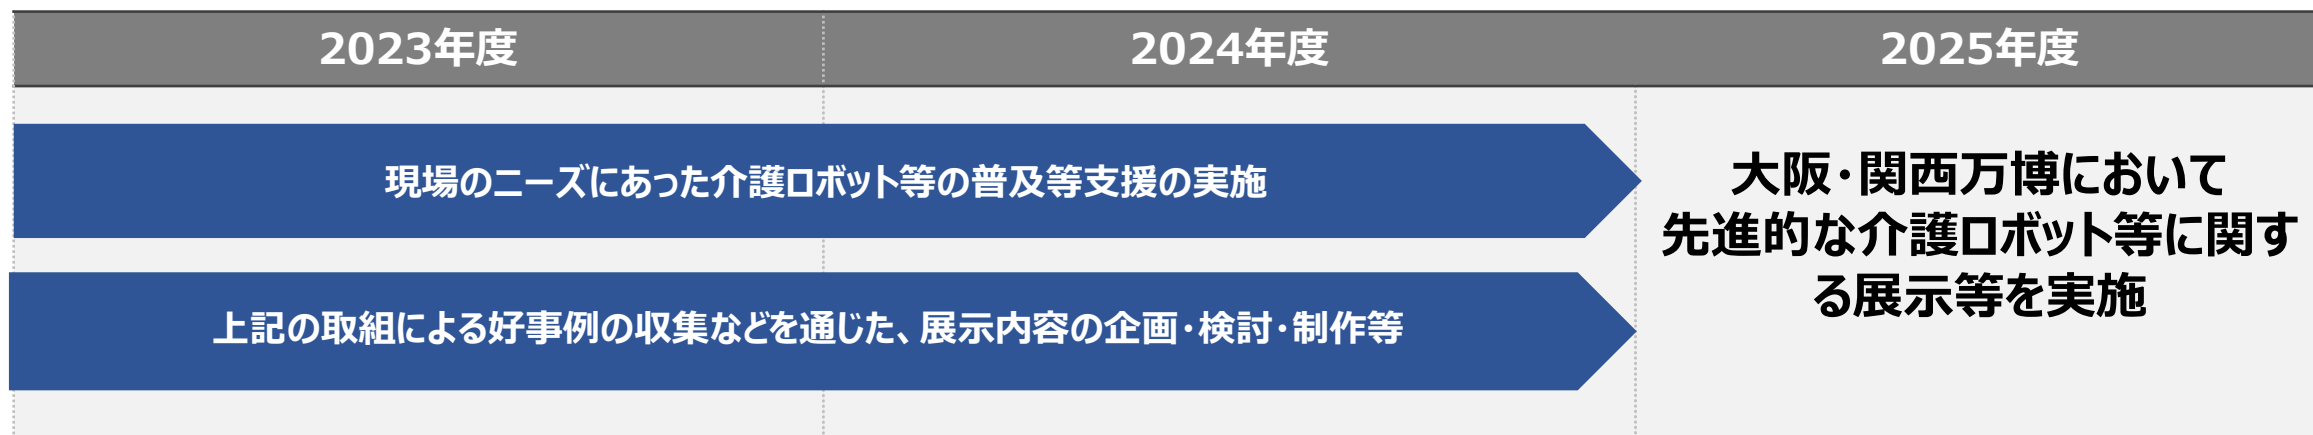 2023年度
2024年度
2025年度
現場のニーズにあった介護ロボット等の普及等支援の実施
上記の取組による好事例の収集などを通じた、展示内容の企画・検討・制作等
大阪・関西万博において
先進的な介護ロボット等に関す
る展示等を実施